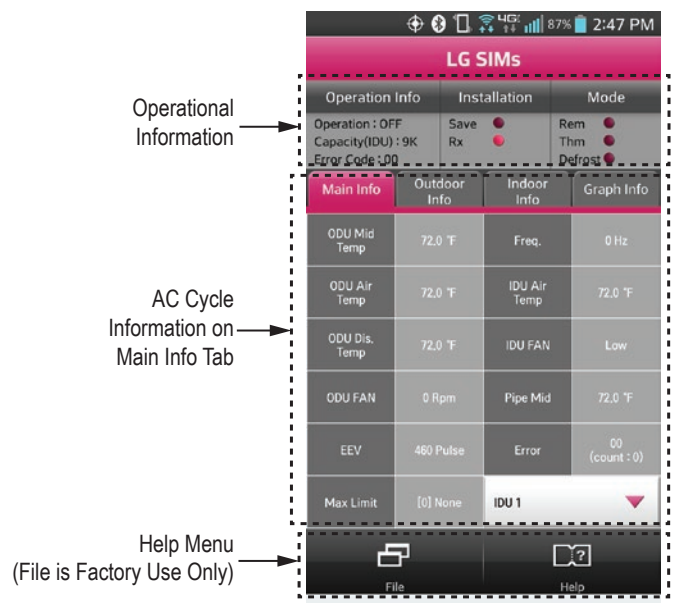 4G 87% 2:47 PM
LG SIMs
Operational
Information
Operation Info Installation Mode
Operation : OFF Save Rem
Capacity(IDU) : 9K Rx Thm
Error Code : 00 Defrost
Main Info Outdoor Info Indoor Info Graph Info
AC Cycle
Information on
Main Info Tab
ODU Mid Temp 72.0 °F Freq. 0 Hz
ODU Air Temp 72.0 °F IDU Air Temp 72.0 °F
ODU Dis. Temp 72.0 °F IDU FAN Low
ODU FAN 0 Rpm Pipe Mid 72.0 °F
EEV 460 Pulse Error 00 (count : 0)
Max Limit [0] None IDU 1
Help Menu
(File is Factory Use Only)
File Help